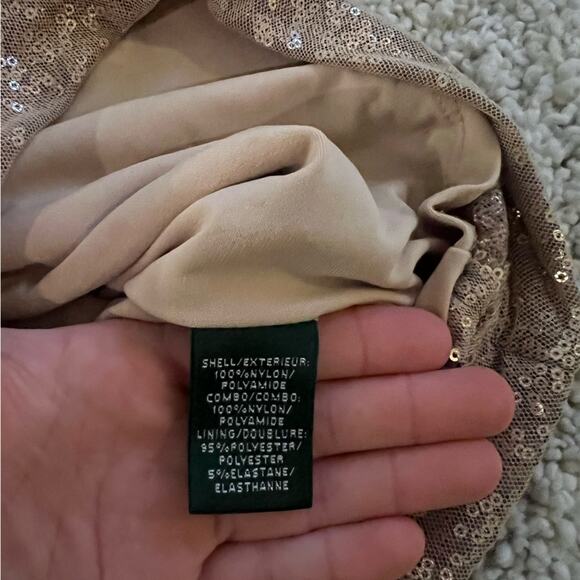 SHELL/EXTERIEUR:
100%NYLON/
POLYAMIDE
COMBO/COMBO:
100%NYLON/
POLYAMIDE
LINING/DOUBLURE:
95%POLYESTER/
POLYESTER
5%ELASTANE/
ELASTHANNE